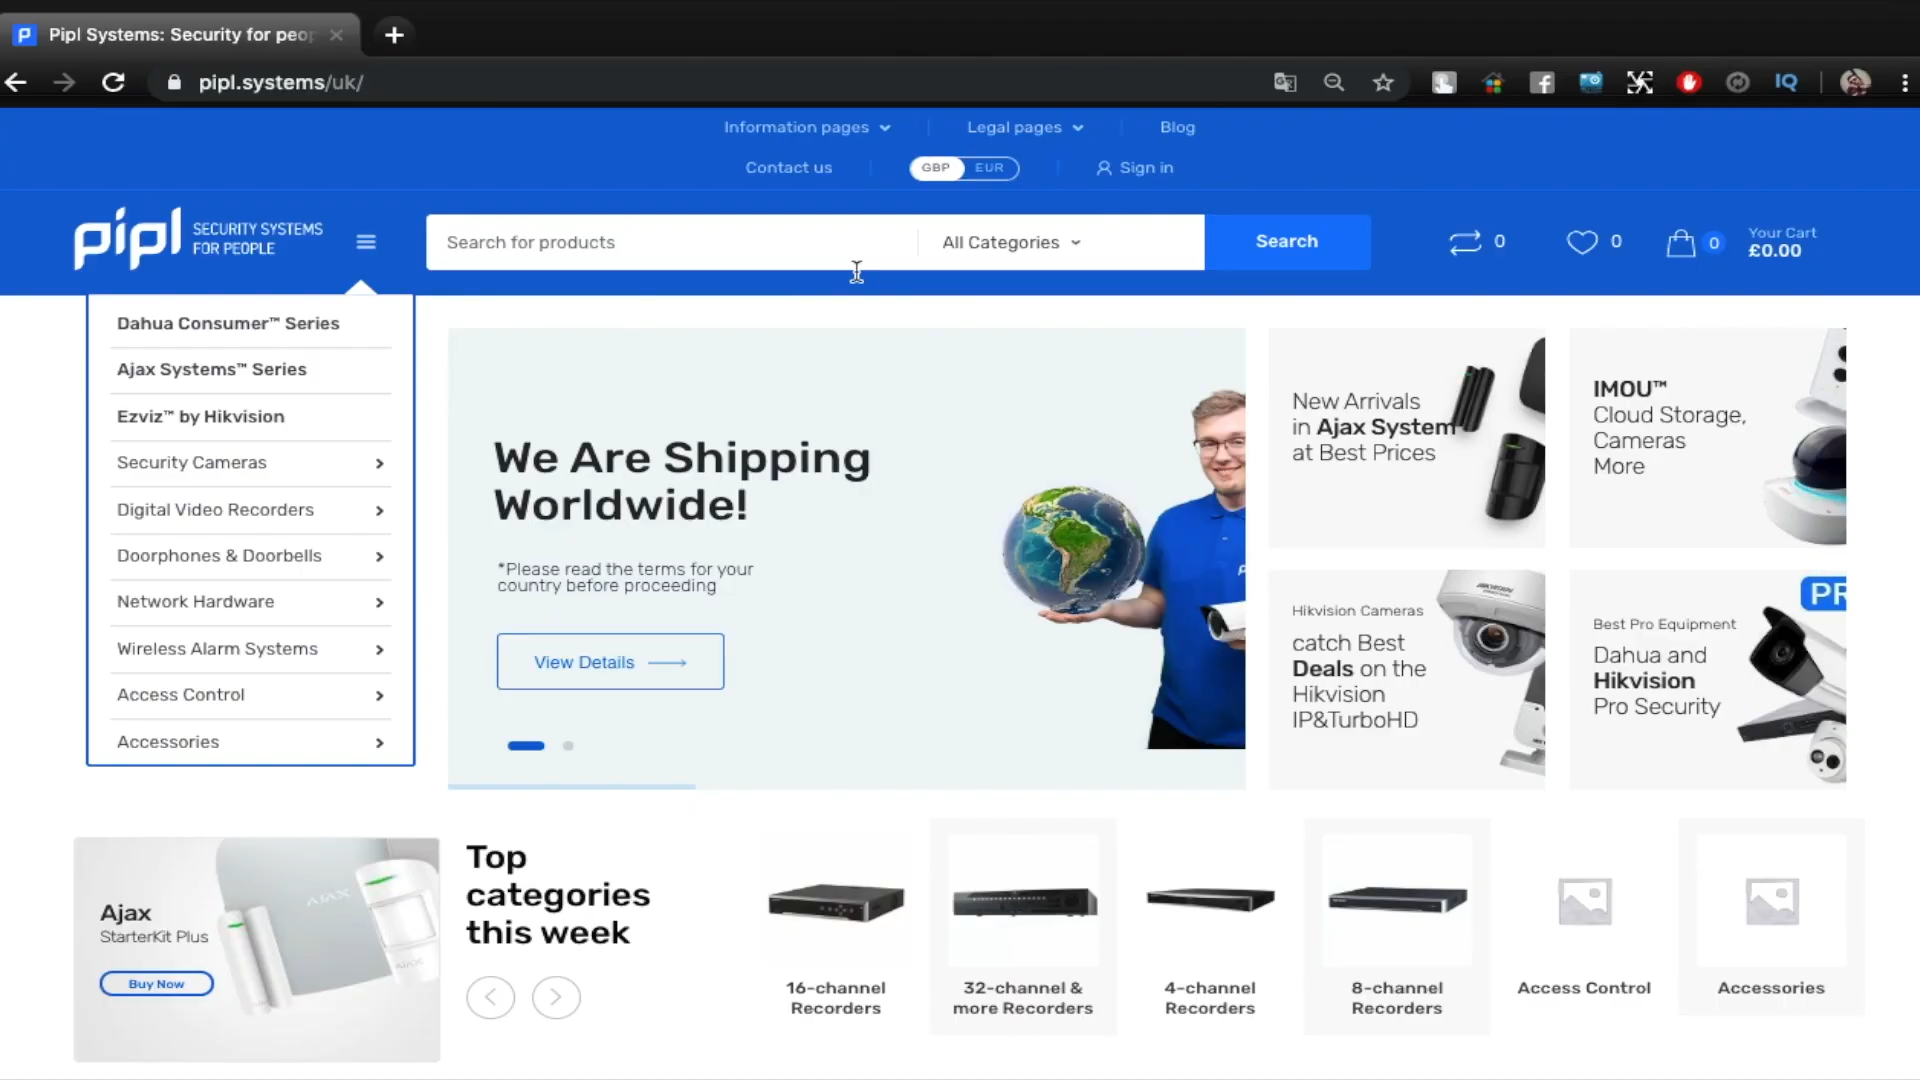 Pipl Systems: Security for peop
pipl.systems/uk/
IQ
Information pages
Legal pages
Blog
Contact us
GBP
EUR
Sign in
pipl
SECURITY SYSTEMS
FOR PEOPLE
Search for products
All Categories
Search
0
0
0
Your Cart
£0.00
Dahua Consumer™ Series
Ajax Systems™ Series
Ezviz™ by Hikvision
Security Cameras
Digital Video Recorders
Doorphones & Doorbells
Network Hardware
Wireless Alarm Systems
Access Control
Accessories
We Are Shipping
Worldwide!
*Please read the terms for your
country before proceeding
View Details
New Arrivals
in Ajax System
at Best Prices
IMOU™
Cloud Storage,
Cameras
More
Hikvision Cameras
catch Best
Deals on the
Hikvision
IP&TurboHD
HIKVISION
PR
Best Pro Equipment
Dahua and
Hikvision
Pro Security
Ajax
StarterKit Plus
Buy Now
AJAX
AJAX
Top
categories
this week
16-channel
Recorders
32-channel &
more Recorders
4-channel
Recorders
8-channel
Recorders
Access Control
Accessories